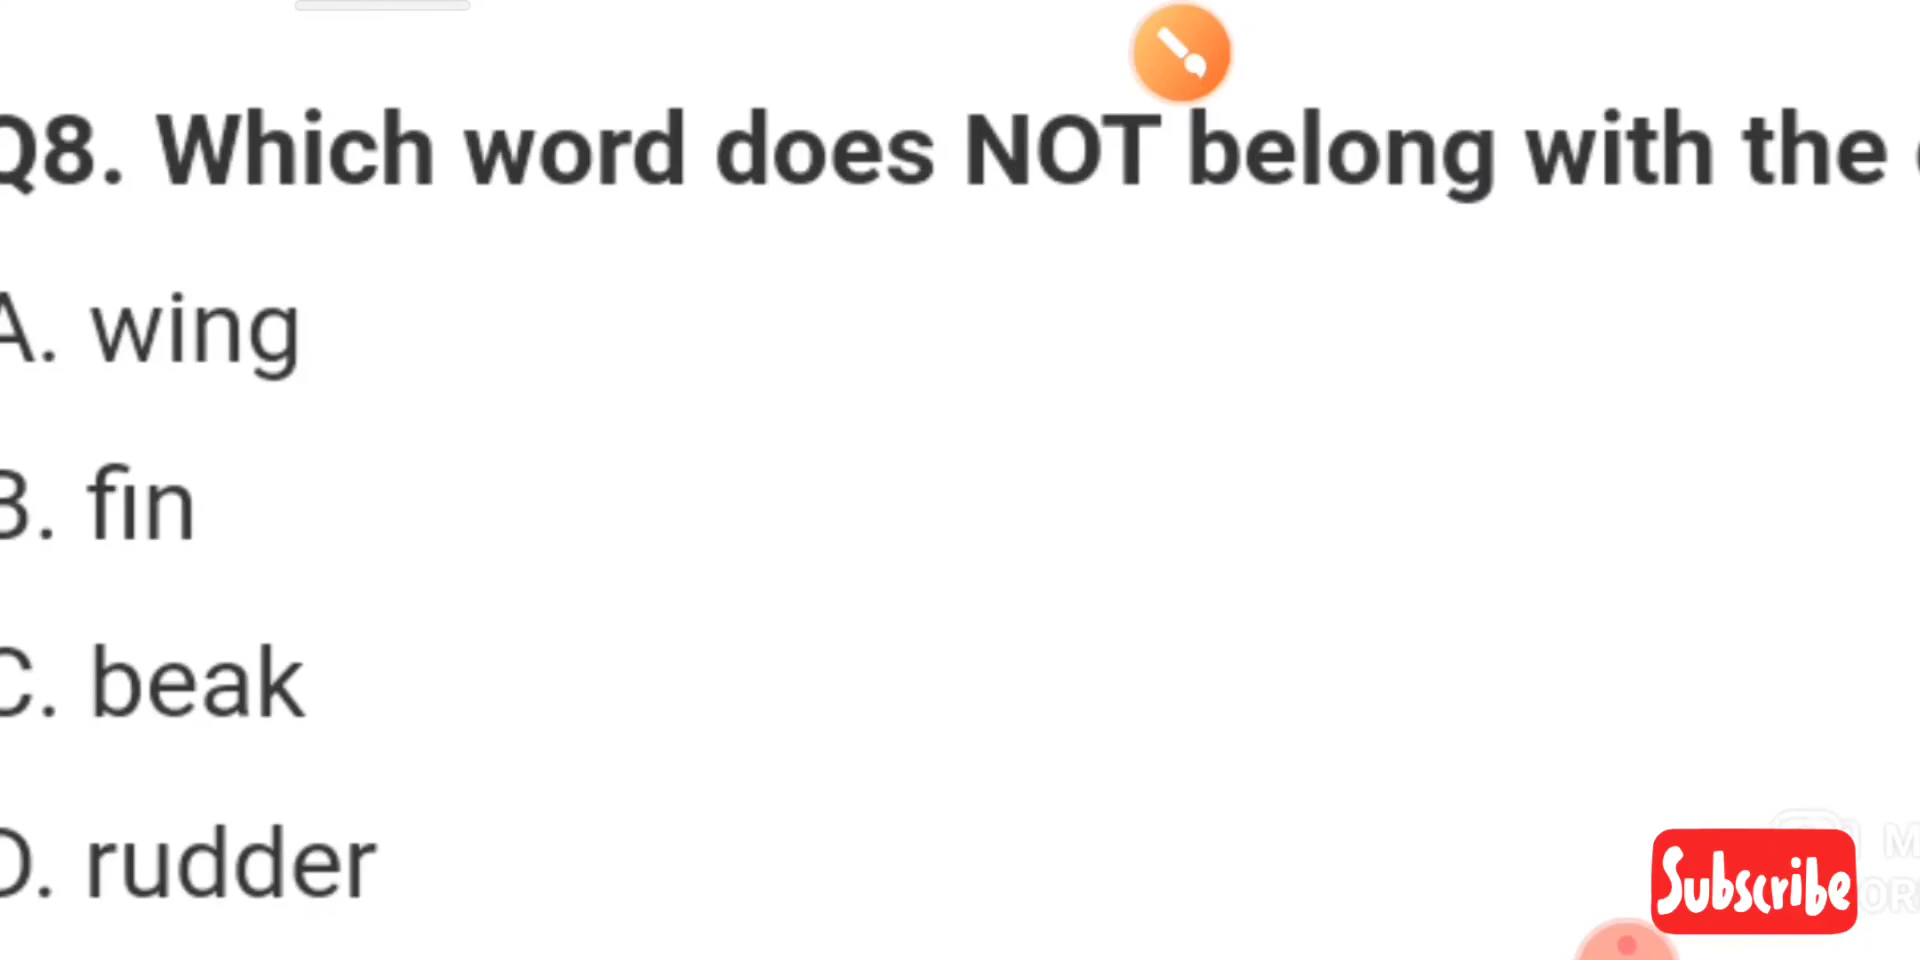 Q8. Which word does NOT belong with the
A. wing
B. fin
C. beak
D. rudder
Subscribe